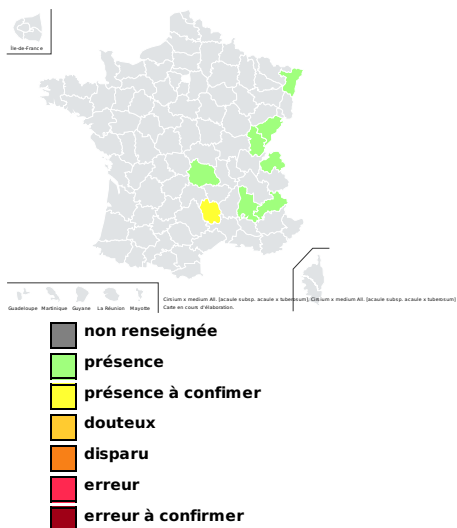 Île-de-France
Guadeloupe Martinique Guyane La Réunion Mayotte
Cirsium x medium All. [acaule subsp. acaule x tuberosum], Cirsium x medium All. [acaule subsp. acaule x tuberosum]
Carte en cours d'élaboration.
non renseignée
présence
présence à confimer
douteux
disparu
erreur
erreur à confirmer